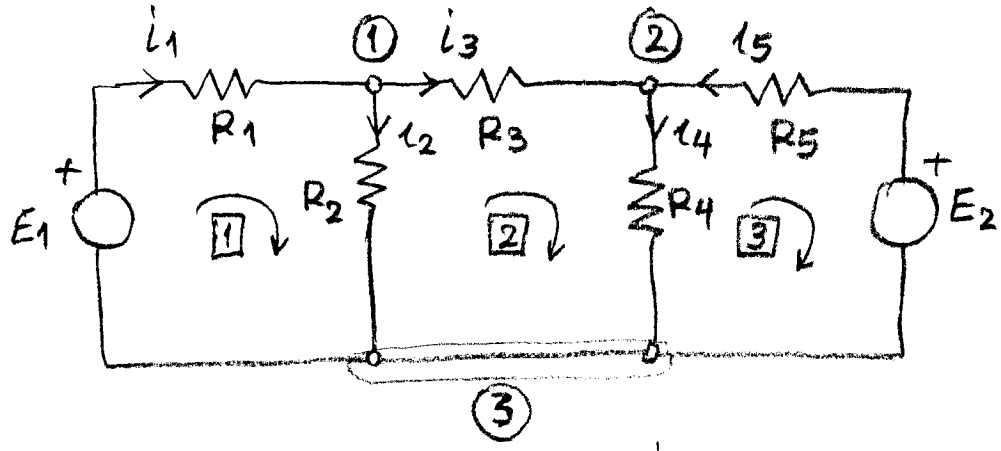 i1 ① i3 ② i5
R1 R3 R5
+ i2 i4 +
E1 R2 R4 E2
1 2 3
③